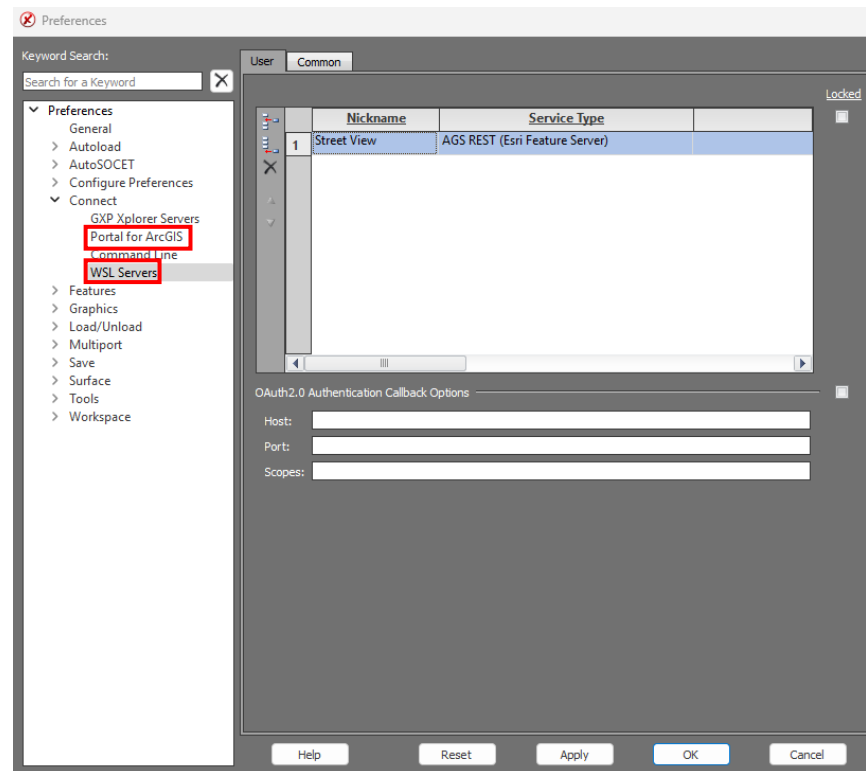 Preferences
Keyword Search:
Search for a Keyword
Preferences
General
Autoload
AutoSOCET
Configure Preferences
Connect
GXP Xplorer Servers
Portal for ArcGIS
Command Line
WSL Servers
Features
Graphics
Load/Unload
Multiport
Save
Surface
Tools
Workspace
User Common
Locked
Nickname Service Type
1 Street View AGS REST (Esri Feature Server)
OAuth2.0 Authentication Callback Options
Host:
Port:
Scopes:
Help Reset Apply OK Cancel